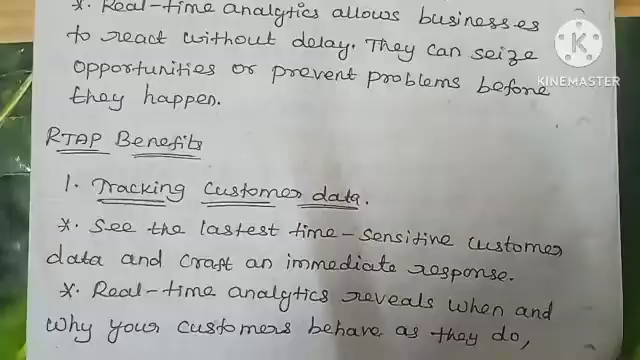 *. Real-time analytics allows businesses
to react without delay. They can seize
opportunities or prevent problems before
they happen.
RTAP Benefits
1. Tracking customer data.
*. See the lastest time-sensitive customer
data and craft an immediate response.
*. Real-time analytics reveals when and
why your customers behave as they do,
KINEMASTER